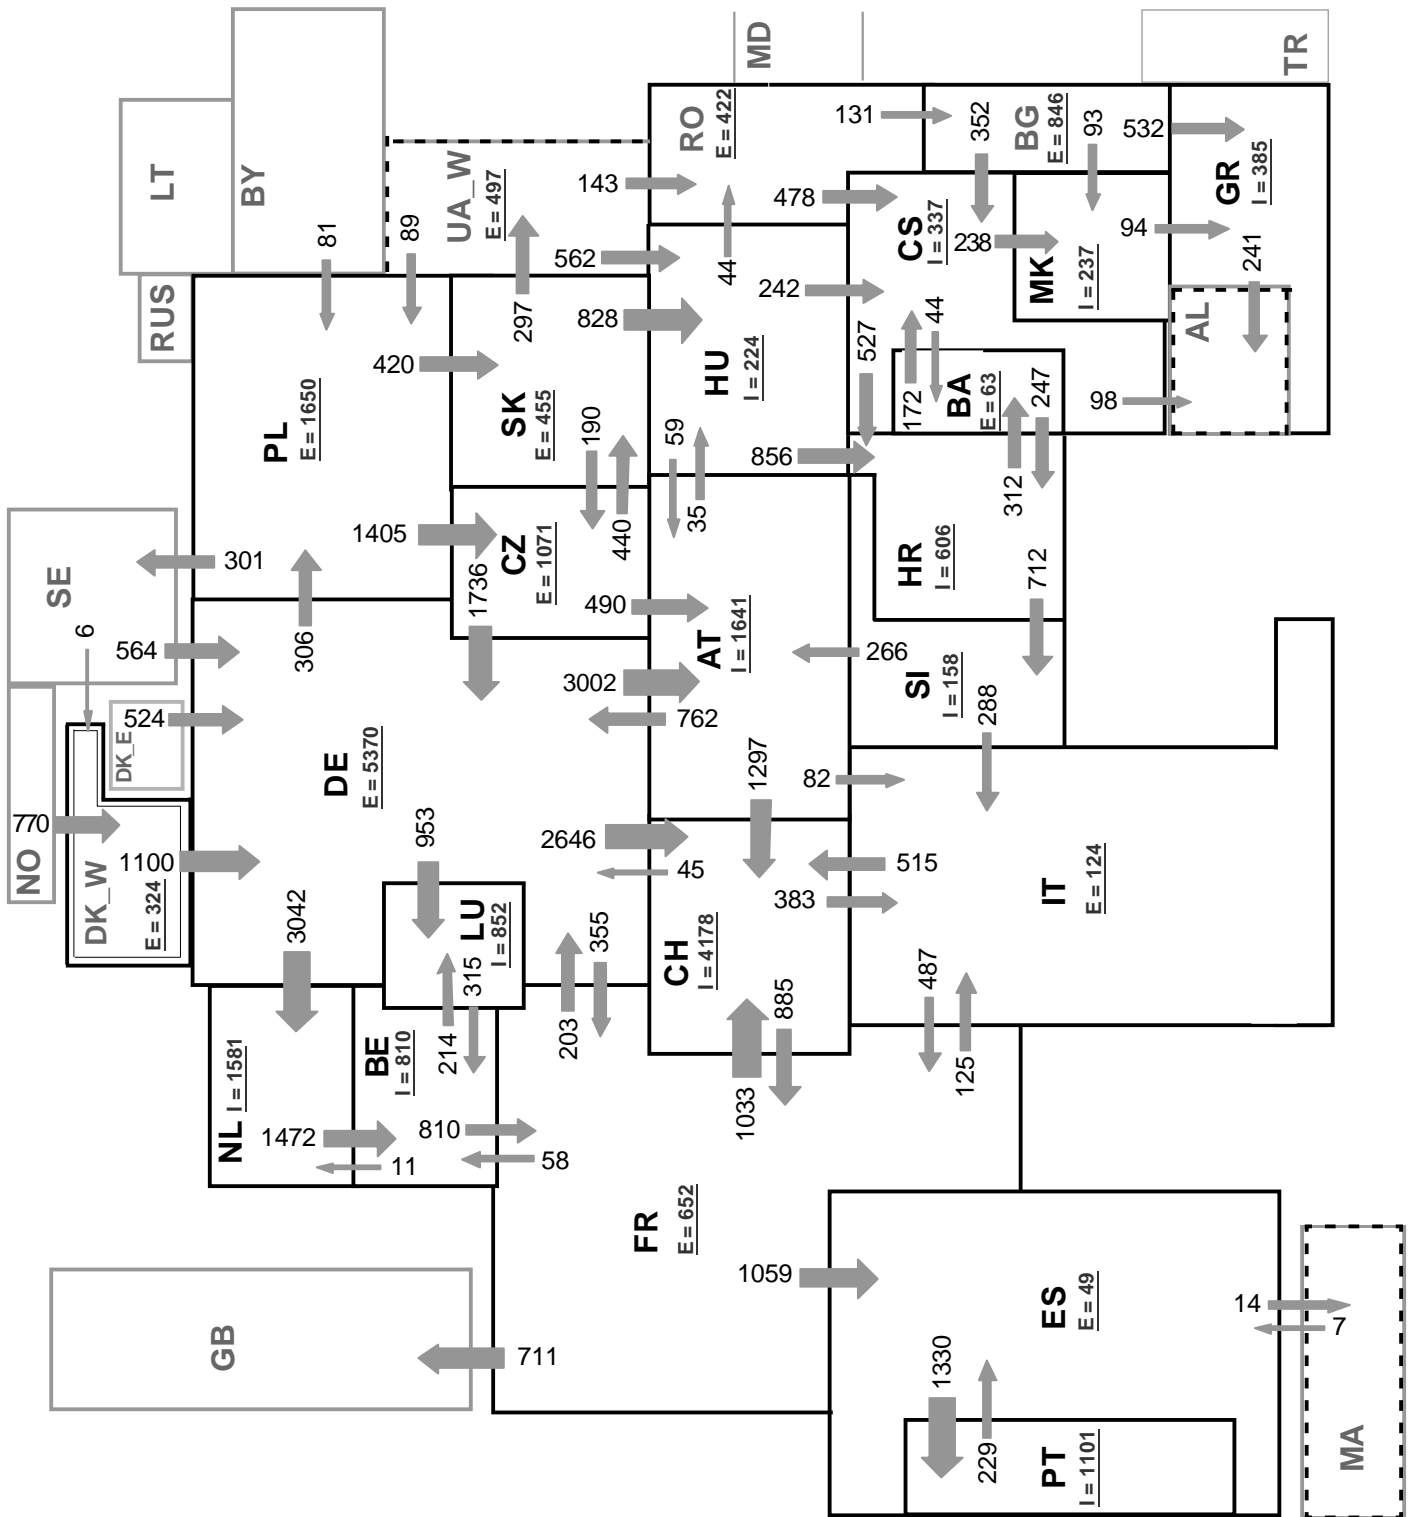 MD
TR
LT
BY
RO
E = 422
131
352
BG
E = 846
93
532
GR
I = 385
UA_W
E = 497
143
478
CS
I = 337
238
94
241
81
89
562
44
242
MK
I = 237
RUS
297
828
HU
I = 224
527
44
AL
420
172
BA
E = 63
247
98
PL
E = 1650
SK
E = 455
190
59
856
440
35
312
1405
CZ
E = 1071
HR
I = 606
SE
301
1736
490
712
6
564
306
AT
I = 1641
266
3002
SI
I = 158
524
DK_E
762
288
DE
E = 5370
1297
82
770
NO
1100
953
2646
45
515
383
DK_W
E = 324
3042
LU
I = 852
355
CH
I = 4178
IT
E = 124
315
487
885
214
203
125
NL
I = 1581
BE
I = 810
1033
1472
810
11
58
FR
E = 652
1059
ES
E = 49
14
7
GB
711
1330
229
PT
I = 1101
MA